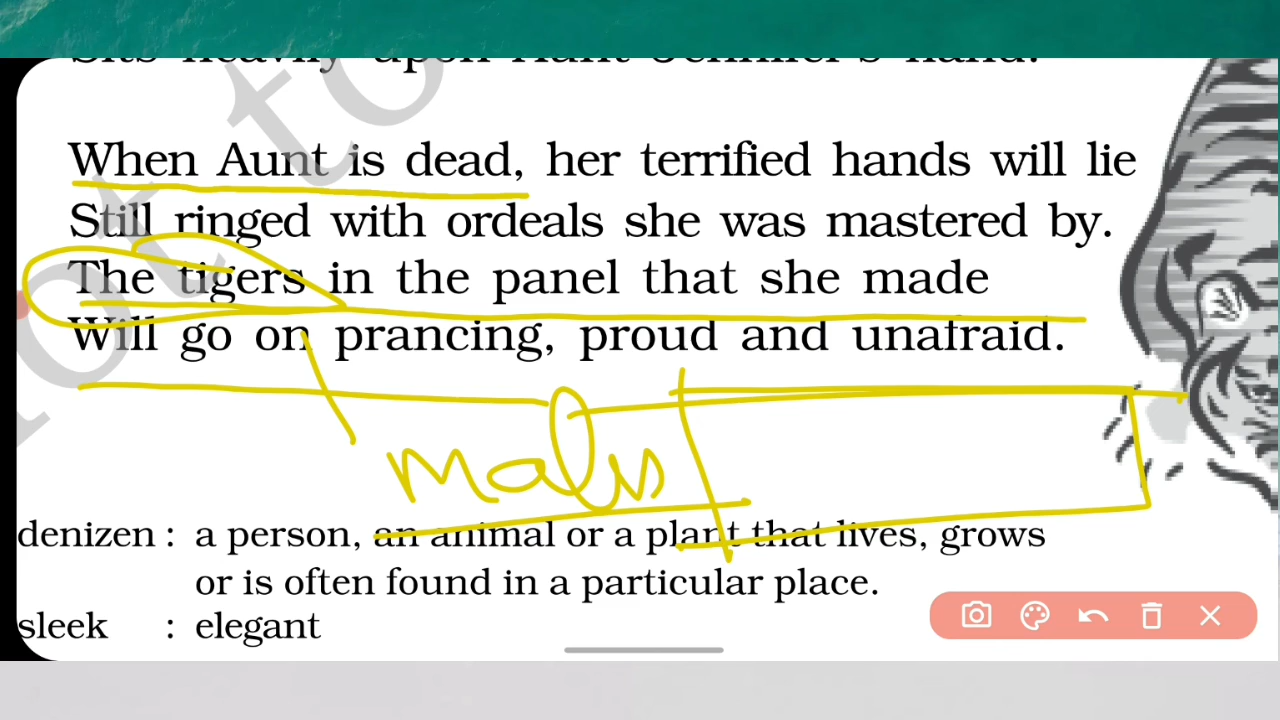 When Aunt is dead, her terrified hands will lie
Still ringed with ordeals she was mastered by.
The tigers in the panel that she made
Will go on prancing, proud and unafraid.
denizen : a person, an animal or a plant that lives, grows
or is often found in a particular place.
sleek : elegant